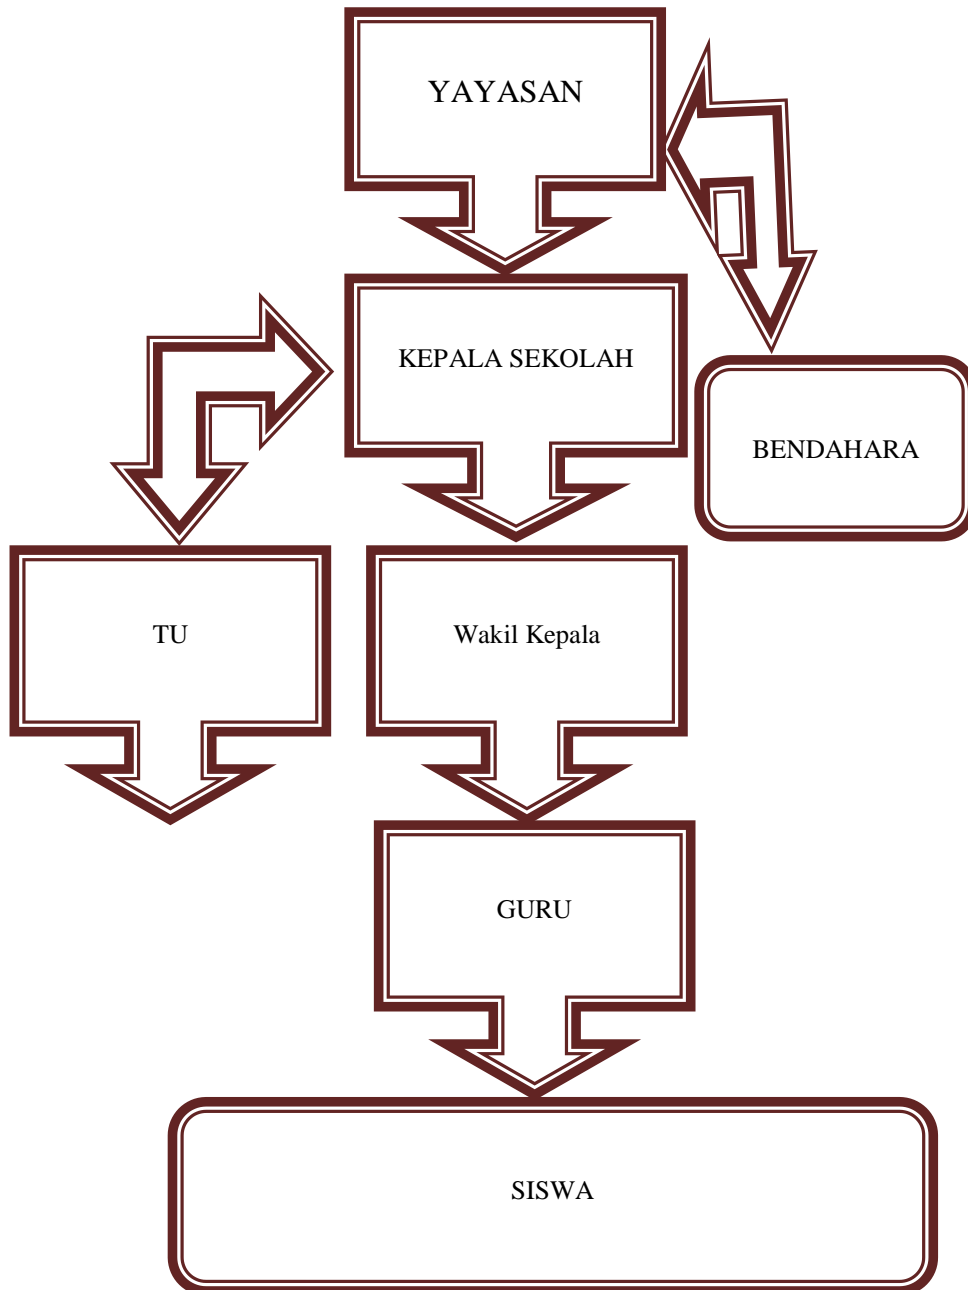 YAYASAN
KEPALA SEKOLAH
BENDAHARA
TU
Wakil Kepala
GURU
SISWA